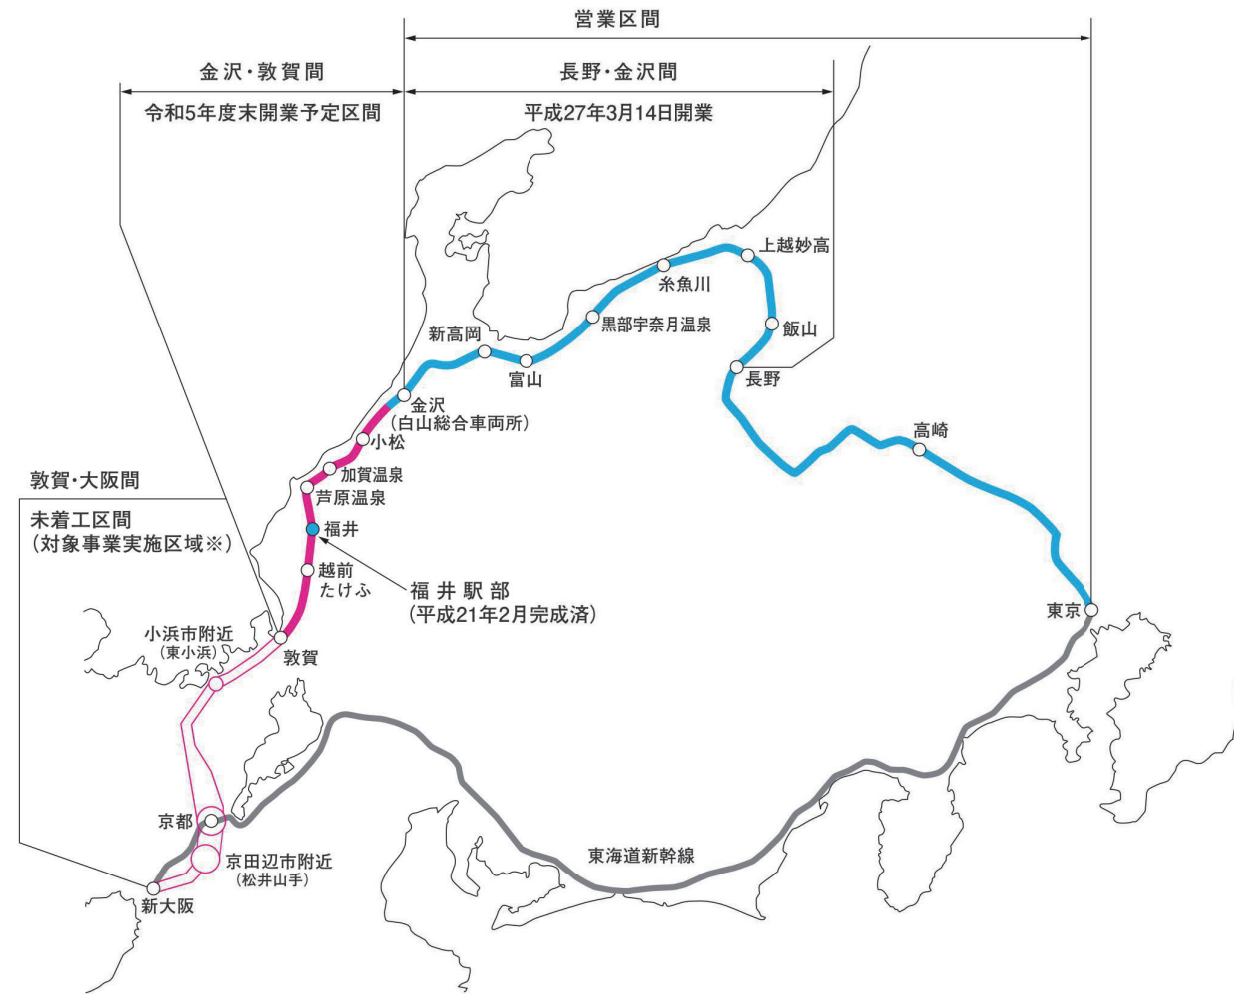 営業区間
金沢・敦賀間
長野・金沢間
令和5年度末開業予定区間
平成27年3月14日開業
上越妙高
糸魚川
黒部宇奈月温泉
飯山
新高岡
富山
長野
金沢
(白山総合車両所)
高崎
小松
加賀温泉
芦原温泉
敦賀・大阪間
未着工区間
(対象事業実施区域※)
福井
越前
たけふ
福井駅部
(平成21年2月完成済)
東京
小浜市附近
(東小浜)
敦賀
京都
京田辺市附近
(松井山手)
東海道新幹線
新大阪